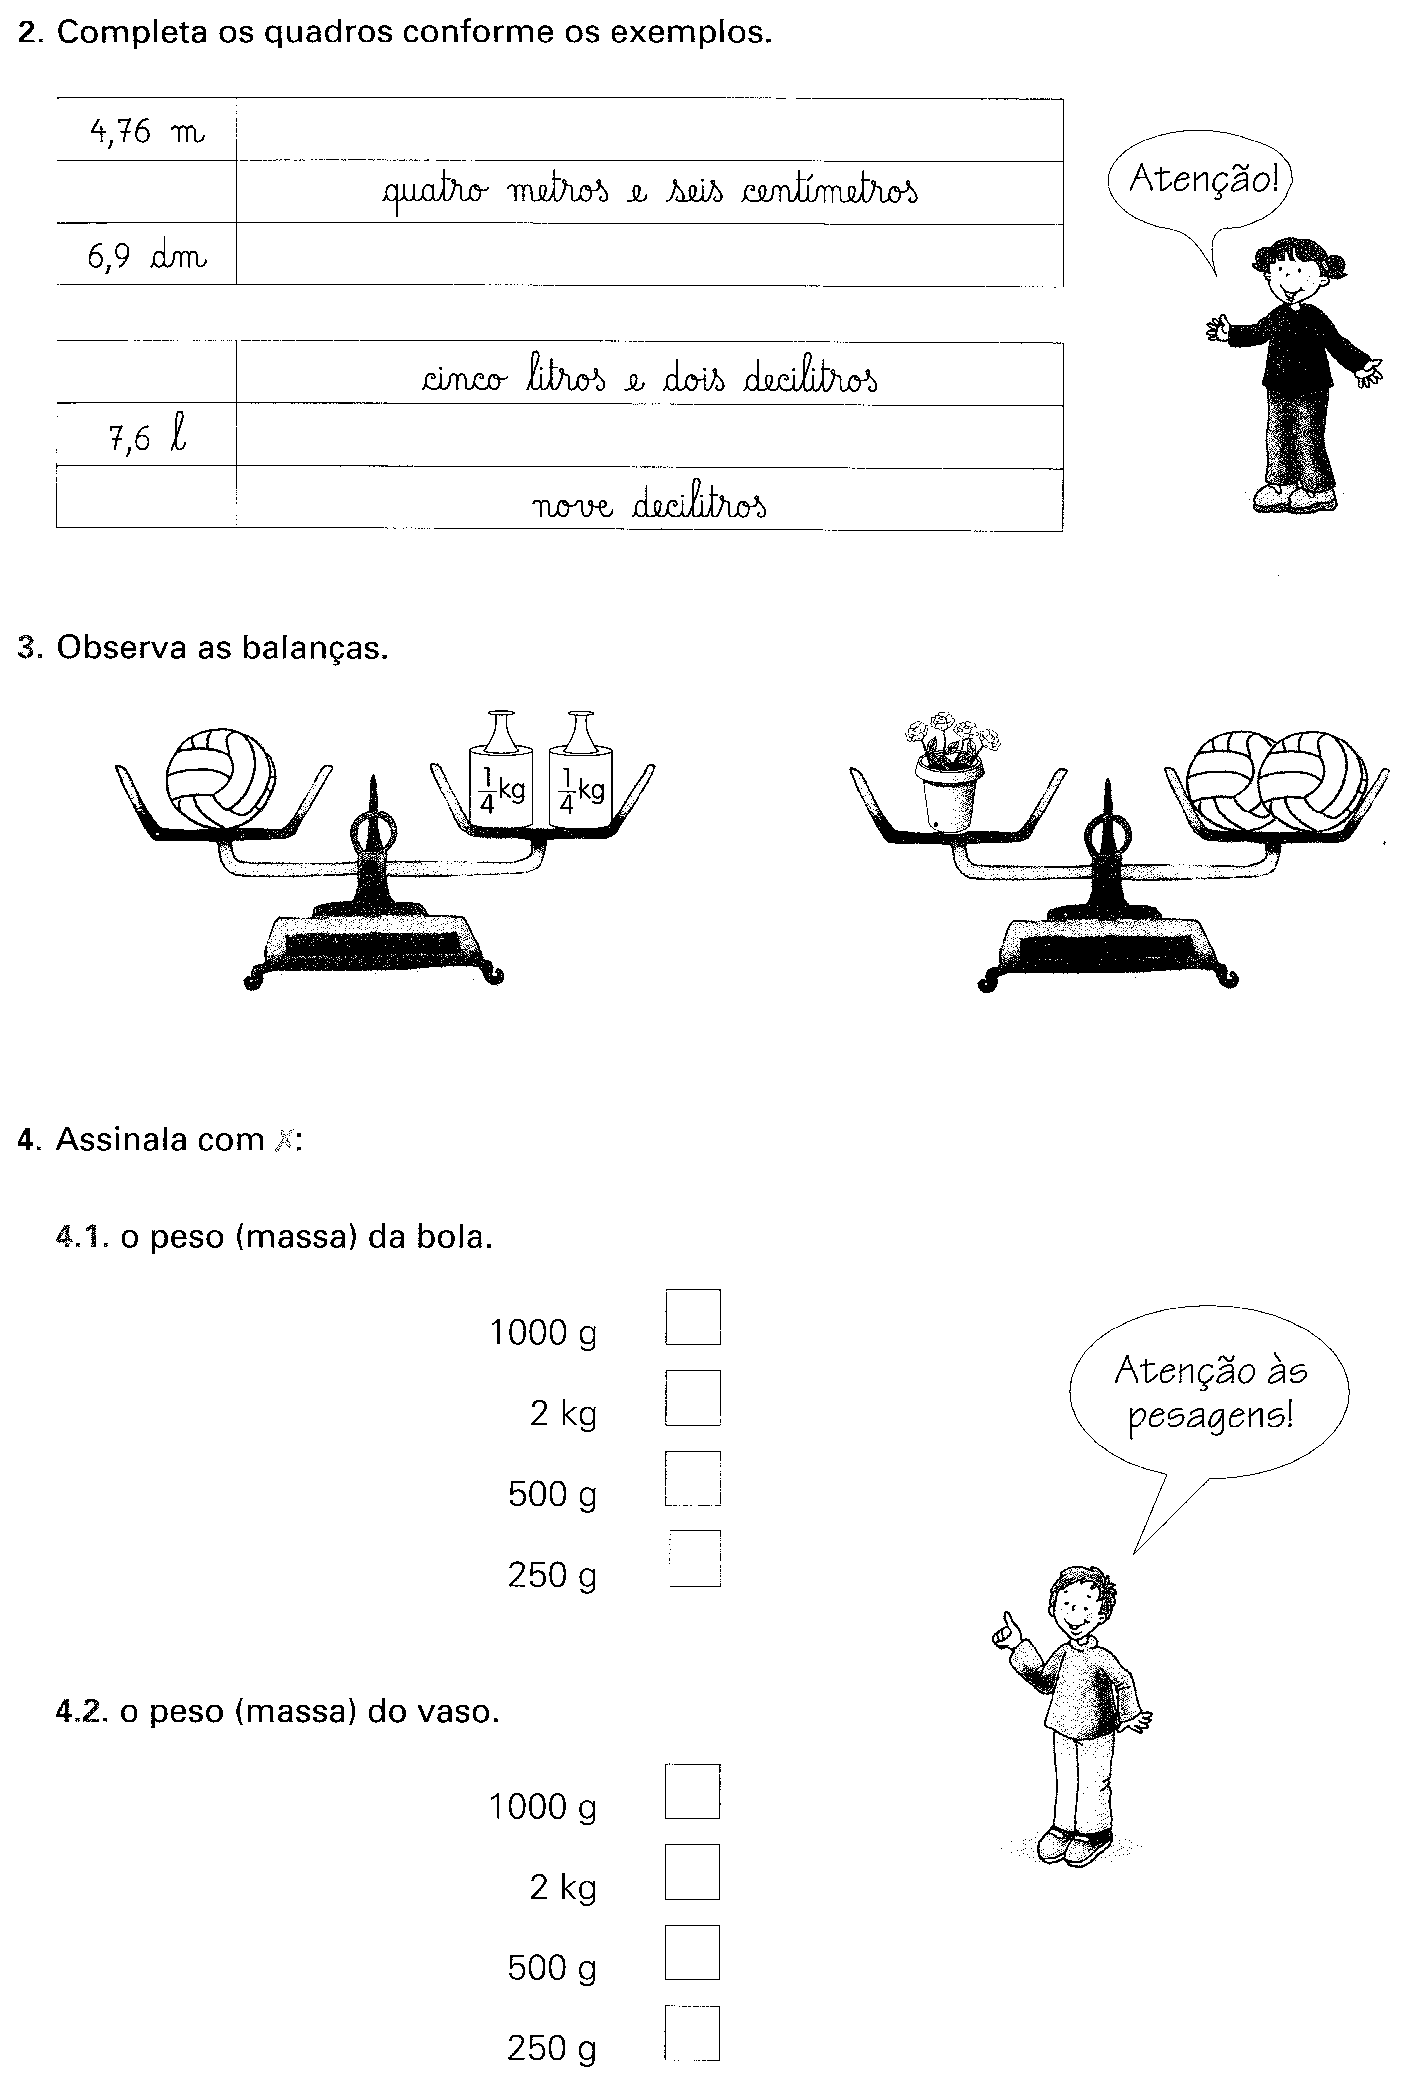 2. Completa os quadros conforme os exemplos.
4,76 m
quatro metros e seis centímetros
6,9 dm
Atenção!
cinco litros e dois decilitros
7,6 l
nove decilitros
3. Observa as balanças.
1/4 kg 1/4 kg
4. Assinala com X:
4.1. o peso (massa) da bola.
1000 g
2 kg
500 g
250 g
Atenção às
pesagens!
4.2. o peso (massa) do vaso.
1000 g
2 kg
500 g
250 g